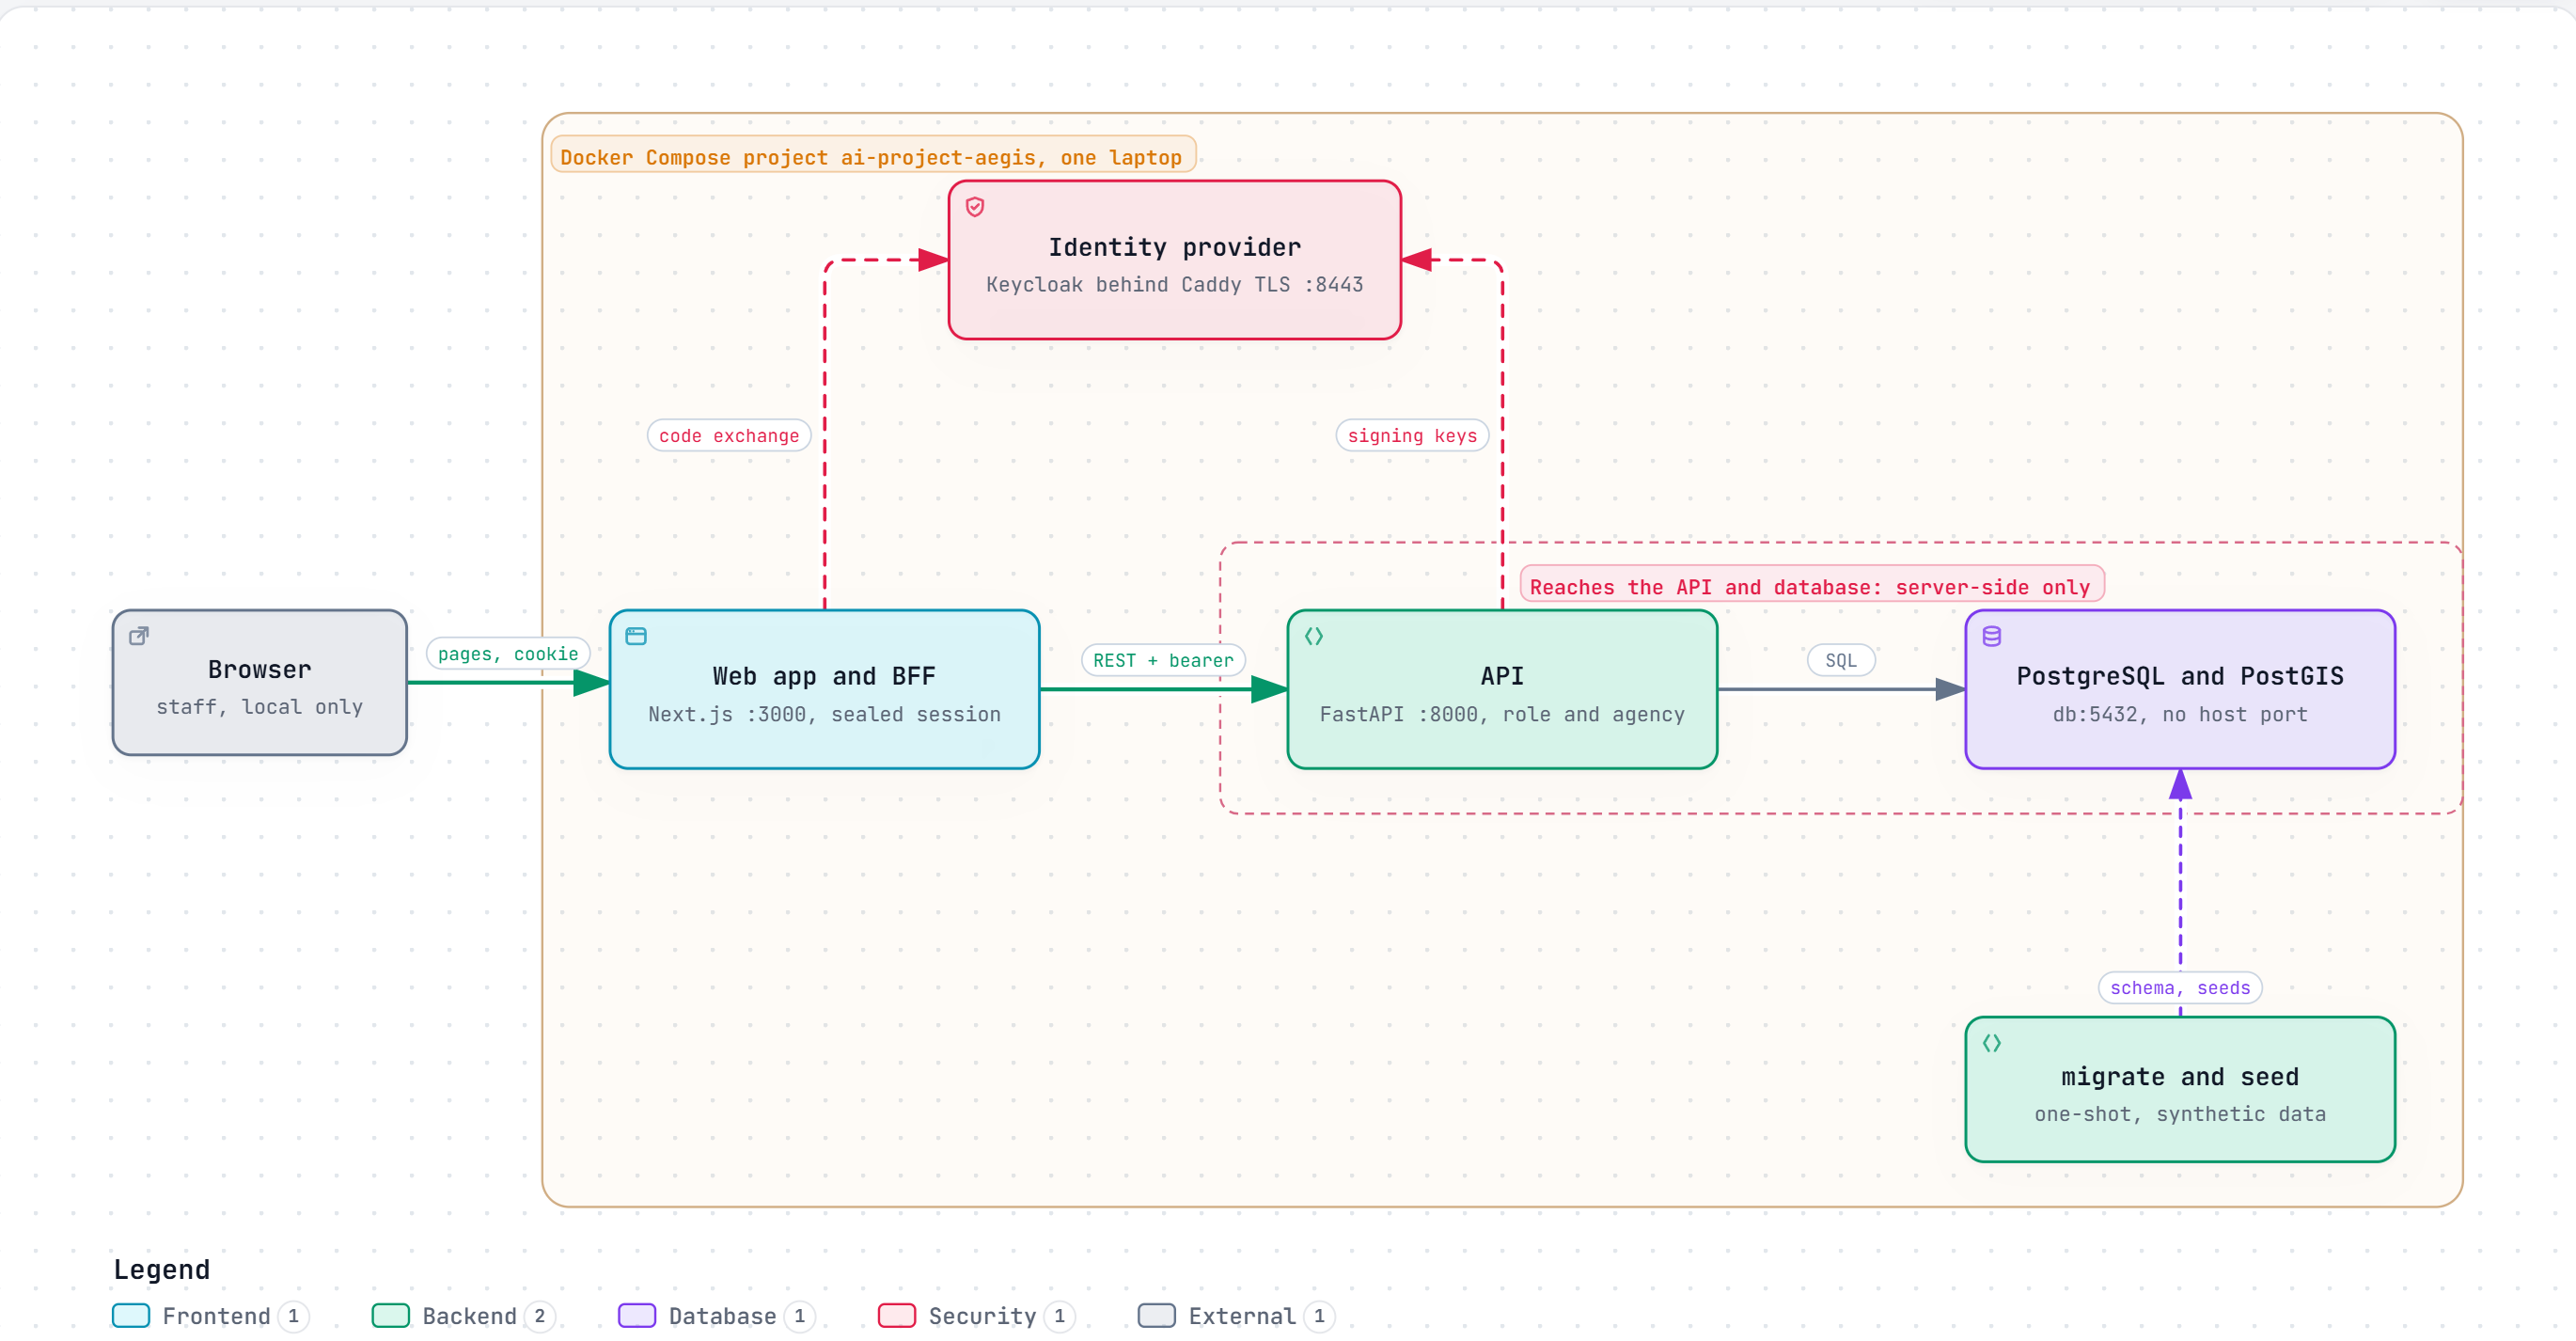 Docker Compose project ai-project-aegis, one laptop
Identity provider
Keycloak behind Caddy TLS :8443
code exchange
signing keys
Reaches the API and database: server-side only
Browser
staff, local only
pages, cookie
Web app and BFF
Next.js :3000, sealed session
REST + bearer
API
FastAPI :8000, role and agency
SQL
PostgreSQL and PostGIS
db:5432, no host port
schema, seeds
migrate and seed
one-shot, synthetic data
Legend
Frontend 1
Backend 2
Database 1
Security 1
External 1